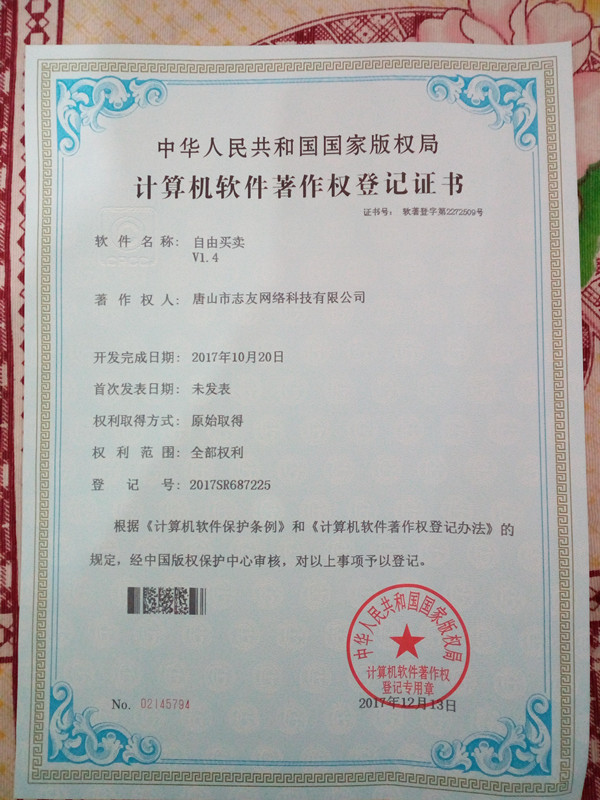 中华人民共和国国家版权局
计算机软件著作权登记证书
证书号： 软著登字第2272509号
软件名称： 自由买卖
V1.4
著作权人： 唐山市志友网络科技有限公司
开发完成日期： 2017年10月20日
首次发表日期： 未发表
权利取得方式： 原始取得
权利范围： 全部权利
登记号： 2017SR687225
根据《计算机软件保护条例》和《计算机软件著作权登记办法》的
规定，经中国版权保护中心审核，对以上事项予以登记。
中华人民共和国国家版权局
计算机软件著作权
登记专用章
No. 02145794
2017年12月13日